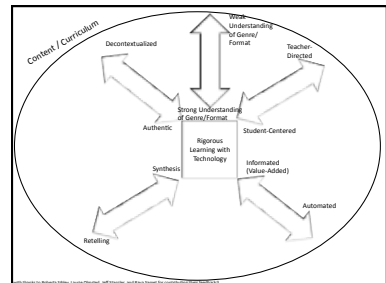 Content / Curriculum
Weak
Understanding
of Genre/
Format
Decontextualized
Teacher-
Directed
Strong Understanding
of Genre/Format
Authentic
Student-Centered
Rigorous
Learning with
Technology
Synthesis
Informated
(Value-Added)
Automated
Retelling